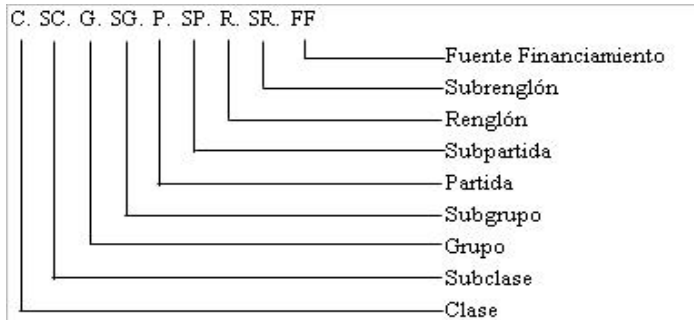 C. SC. G. SG. P. SP. R. SR. FF
Fuente Financiamiento
Subrenglón
Renglón
Subpartida
Partida
Subgrupo
Grupo
Subclase
Clase